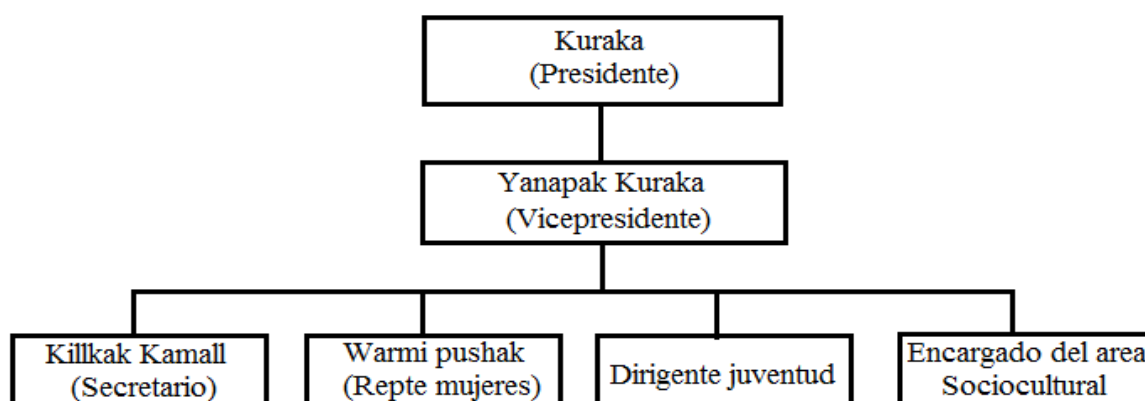 Kuraka
(Presidente)
Yanapak Kuraka
(Vicepresidente)
Killkak Kamall
(Secretario)
Warmi pushak
(Repte mujeres)
Dirigente juventud
Encargado del area
Sociocultural